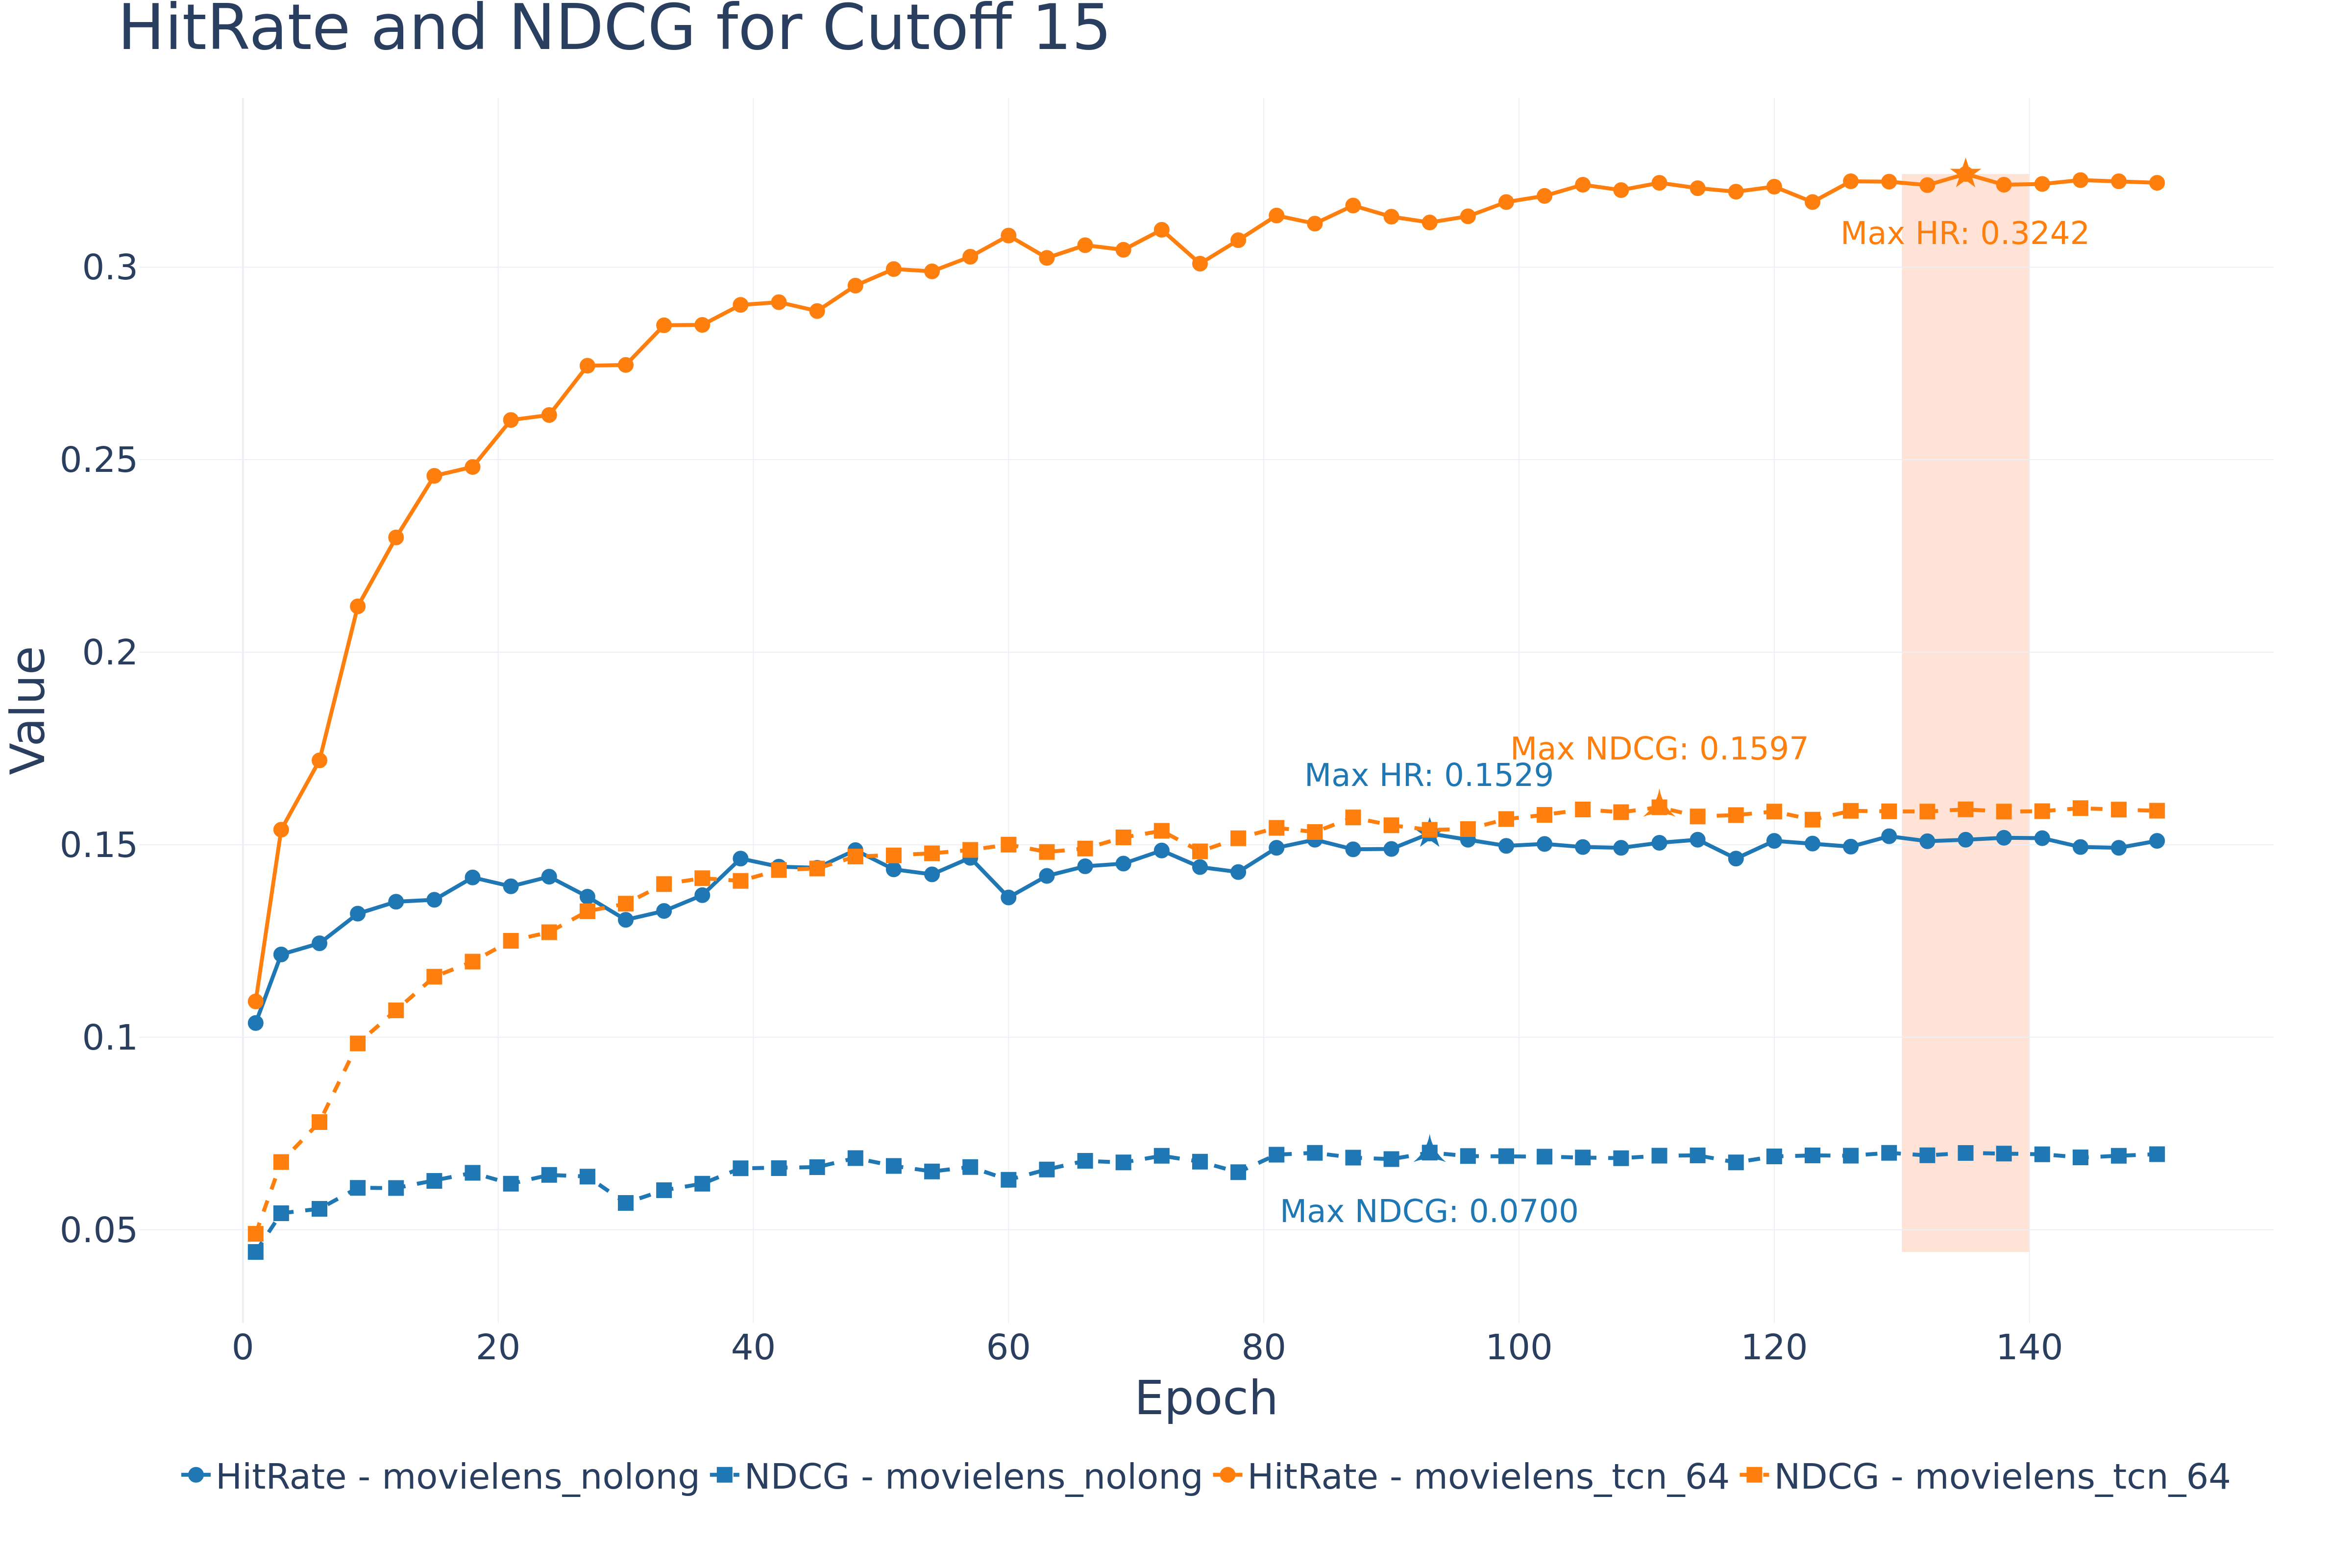 HitRate and NDCG for Cutoff 15
Value
0.3
0.25
0.2
0.15
0.1
0.05
Max HR: 0.3242
Max NDCG: 0.1597
Max HR: 0.1529
Max NDCG: 0.0700
0 20 40 60 80 100 120 140
Epoch
HitRate - movielens_nolong NDCG - movielens_nolong HitRate - movielens_tcn_64 NDCG - movielens_tcn_64